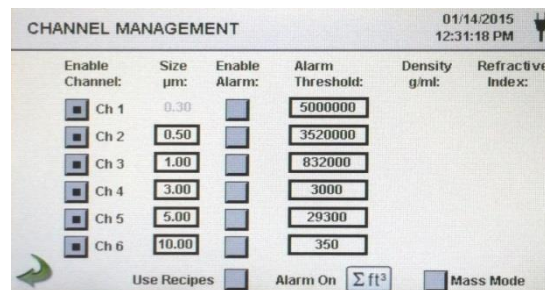 CHANNEL MANAGEMENT
01/14/2015
12:31:18 PM
Enable Channel: Size µm: Enable Alarm: Alarm Threshold: Density g/ml: Refractive Index:
Ch 1 0.30 5000000
Ch 2 0.50 3520000
Ch 3 1.00 832000
Ch 4 3.00 3000
Ch 5 5.00 29300
Ch 6 10.00 350
Use Recipes Alarm On Σ ft³ Mass Mode